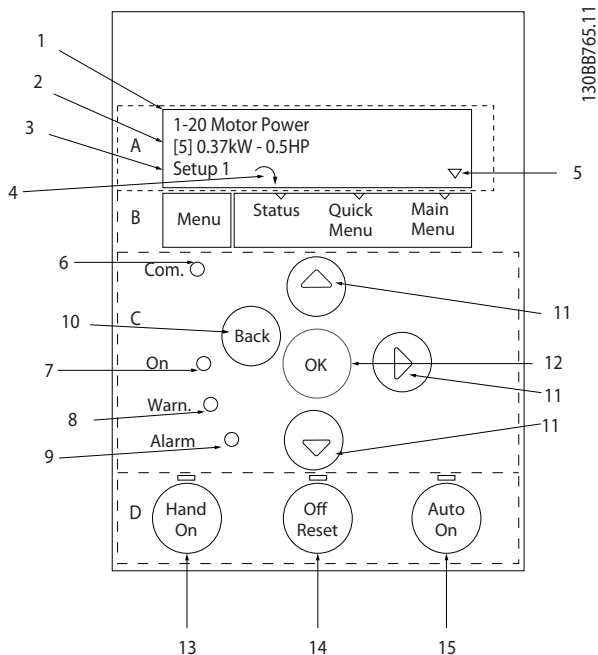 130BB765.11
1
2
3
4
5
A
1-20 Motor Power
[5] 0.37kW - 0.5HP
Setup 1
B
Menu
Status
Quick
Menu
Main
Menu
6
Com.
C
10
Back
OK
11
12
11
11
7
On
8
Warn.
9
Alarm
D
Hand
On
Off
Reset
Auto
On
13
14
15